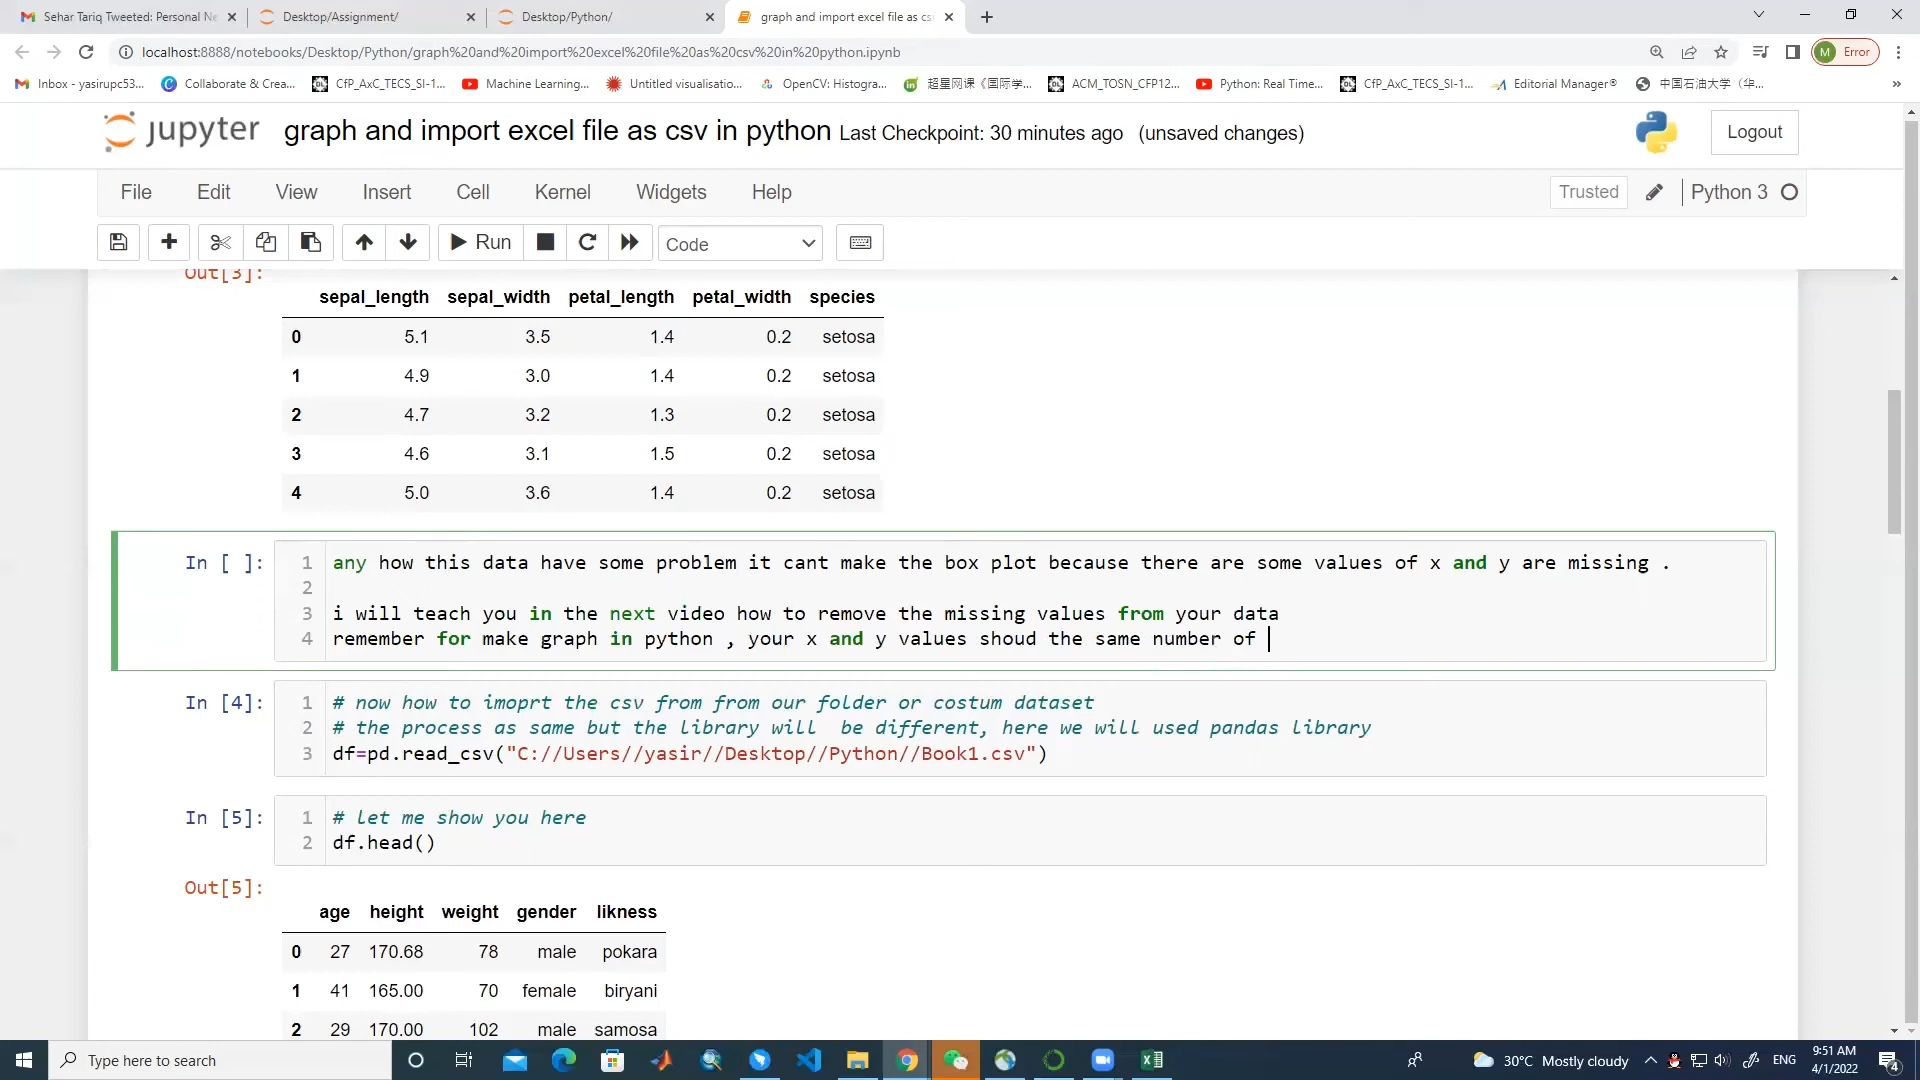 Sehar Tariq Tweeted: Personal Ne
Desktop/Assignment/
Desktop/Python/
graph and import excel file as cs
localhost:8888/notebooks/Desktop/Python/graph%20and%20import%20excel%20file%20as%20csv%20in%20python.ipynb
M Error
Inbox - yasirupc53...
Collaborate & Crea...
CfP_AxC_TECS_SI-1...
Machine Learning...
Untitled visualisatio...
OpenCV: Histogra...
超星网课《国际学...
ACM_TOSN_CFP12...
Python: Real Time...
CfP_AxC_TECS_SI-1...
Editorial Manager®
中国石油大学（华...
jupyter graph and import excel file as csv in python Last Checkpoint: 30 minutes ago (unsaved changes)
Logout
File Edit View Insert Cell Kernel Widgets Help
Trusted
Python 3
Run
Code
Out[3]:
sepal_length sepal_width petal_length petal_width species
0 5.1 3.5 1.4 0.2 setosa
1 4.9 3.0 1.4 0.2 setosa
2 4.7 3.2 1.3 0.2 setosa
3 4.6 3.1 1.5 0.2 setosa
4 5.0 3.6 1.4 0.2 setosa
In [ ]:
1 any how this data have some problem it cant make the box plot because there are some values of x and y are missing .
2
3 i will teach you in the next video how to remove the missing values from your data
4 remember for make graph in python , your x and y values shoud the same number of
In [4]:
1 # now how to imoprt the csv from from our folder or costum dataset
2 # the process as same but the library will  be different, here we will used pandas library
3 df=pd.read_csv("C://Users//yasir//Desktop//Python//Book1.csv")
In [5]:
1 # let me show you here
2 df.head()
Out[5]:
age height weight gender likness
0 27 170.68 78 male pokara
1 41 165.00 70 female biryani
2 29 170.00 102 male samosa
Type here to search
30°C Mostly cloudy
ENG
9:51 AM
4/1/2022
4